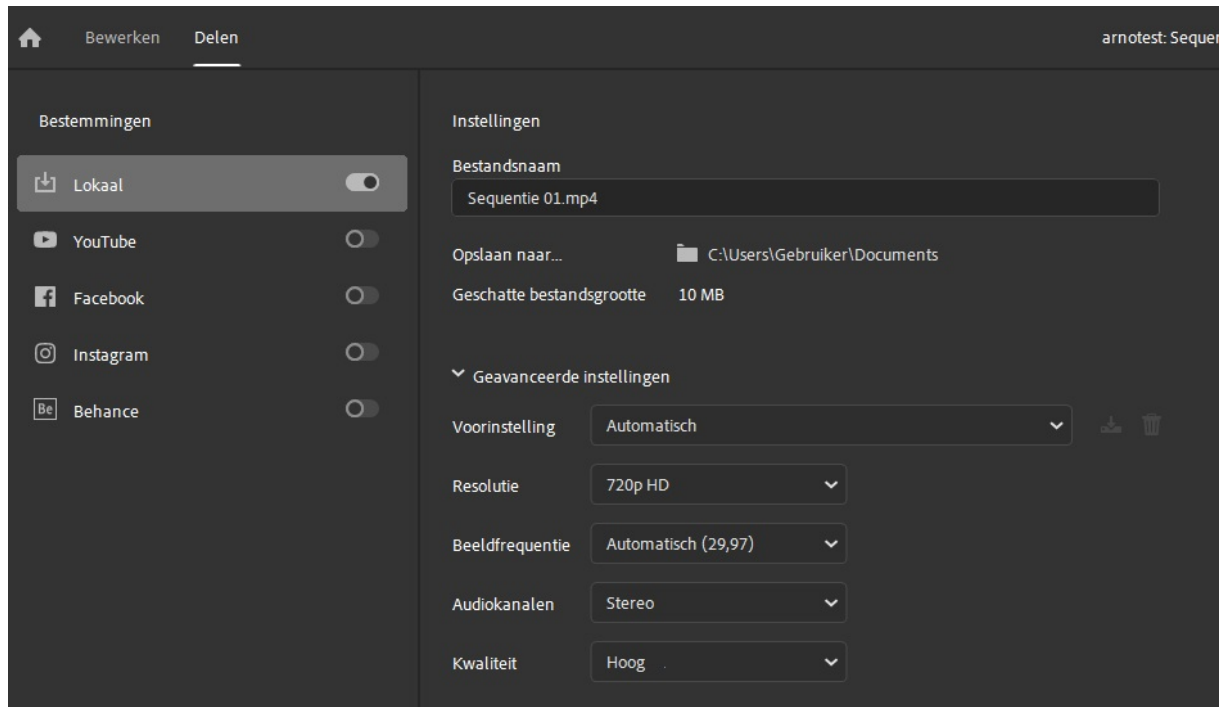 Bewerken Delen arnotest: Sequen
Bestemmingen
Lokaal
YouTube
Facebook
Instagram
Be Behance
Instellingen
Bestandsnaam
Sequentie 01.mp4
Opslaan naar... C:\Users\Gebruiker\Documents
Geschatte bestandsgrootte 10 MB
Geavanceerde instellingen
Voorinstelling Automatisch
Resolutie 720p HD
Beeldfrequentie Automatisch (29,97)
Audiokanalen Stereo
Kwaliteit Hoog